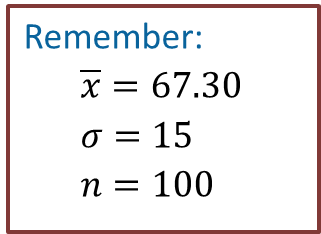 Remember:
x̅ = 67.30
σ = 15
n = 100